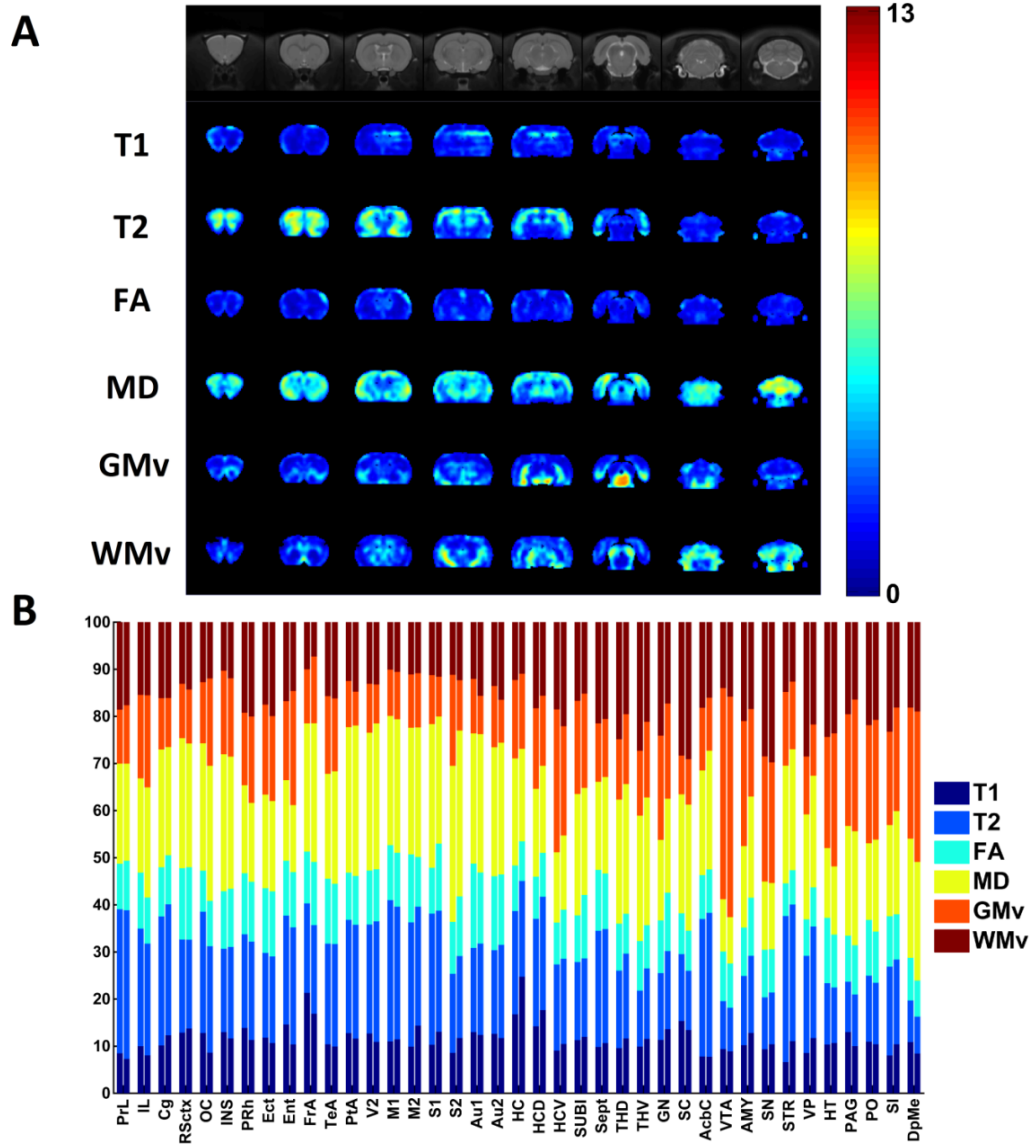 A
13
T1
T2
FA
MD
GMv
WMv
0
B
100
90
80
70
60
50
40
30
20
10
0
T1
T2
FA
MD
GMv
WMv
PrL
IL
Cg
RSctx
OC
INS
PRh
Ect
Ent
FrA
TeA
PtA
V2
M1
M2
S1
S2
Au1
Au2
HC
HCD
HCV
SUBI
Sept
THD
THV
GN
SC
AcbC
VTA
AMY
SN
STR
VP
HT
PAG
PO
SI
DpMe